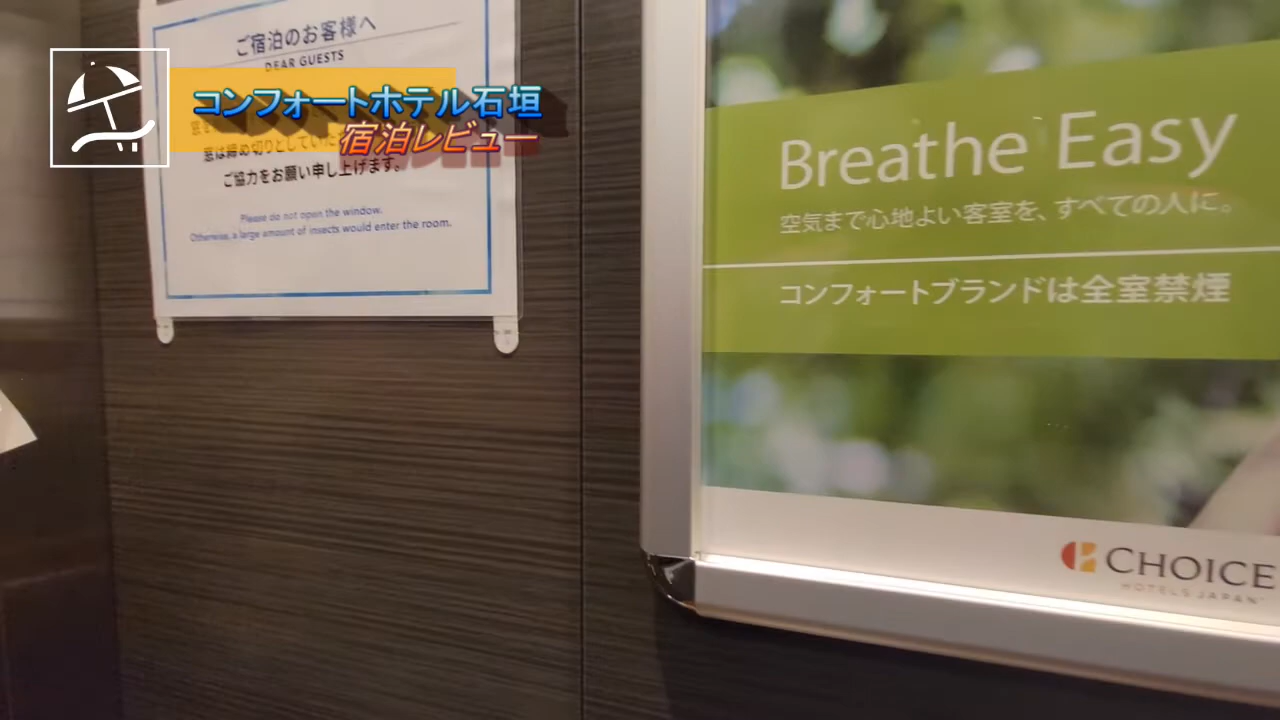 ご宿泊のお客様へ
DEAR GUESTS
コンフォートホテル石垣
宿泊レビュー
窓は締め切りとしていた
ご協力をお願い申し上げます。
Please do not open the window.
Otherwise, a large amount of insects would enter the room.
Breathe Easy
空気まで心地よい客室を、すべての人に。
コンフォートブランドは全室禁煙
CHOICE
HOTELS JAPAN